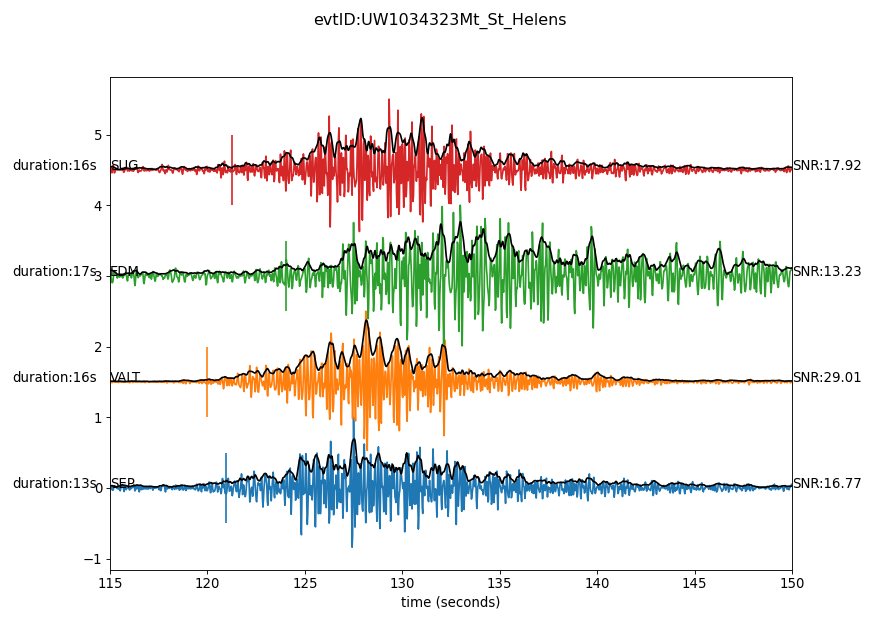 evtID:UW1034323Mt_St_Helens
5
duration:16s SUG SNR:17.92
4
duration:17s 3 EDM SNR:13.23
2
duration:16s VALT SNR:29.01
1
duration:13s 0 SEP SNR:16.77
−1
115 120 125 130 135 140 145 150
time (seconds)